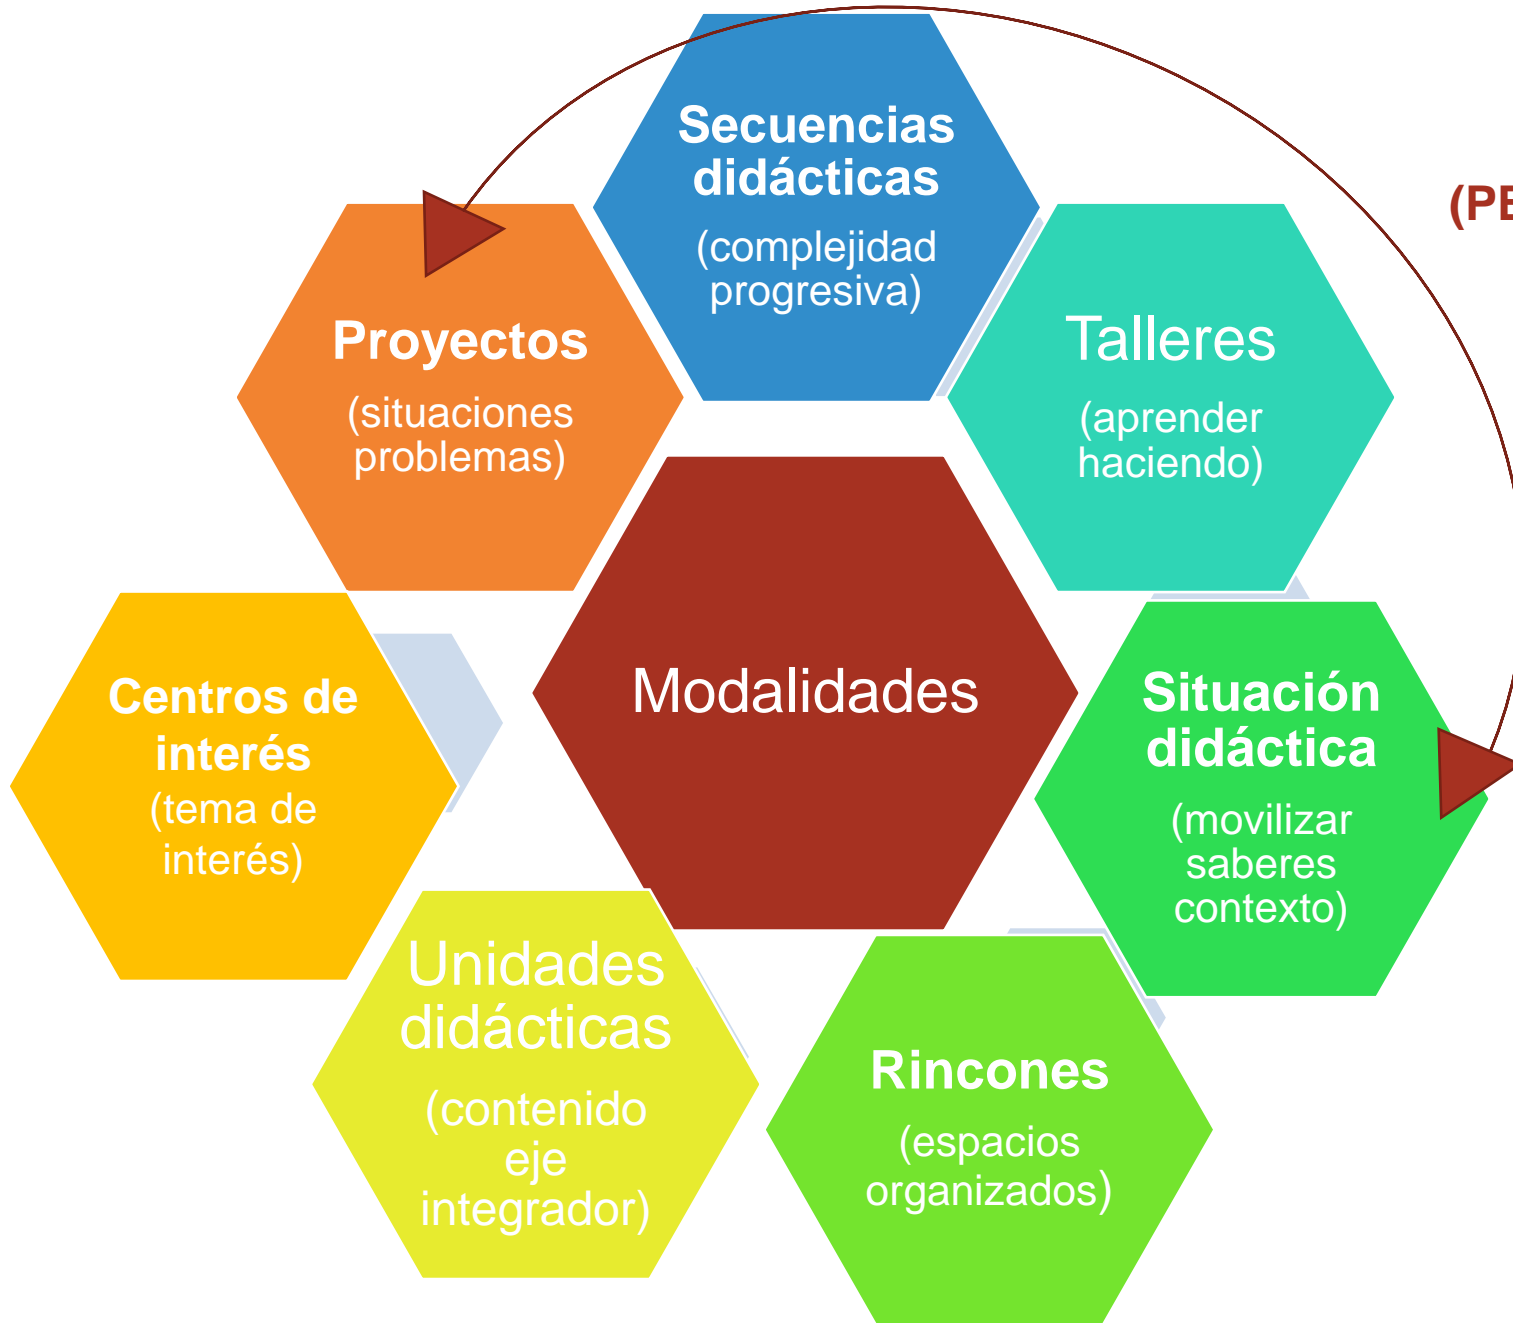 Secuencias
didácticas
(complejidad
progresiva)
(PE
Proyectos
(situaciones
problemas)
Talleres
(aprender
haciendo)
Modalidades
Centros de
interés
(tema de
interés)
Situación
didáctica
(movilizar
saberes
contexto)
Unidades
didácticas
(contenido
eje
integrador)
Rincones
(espacios
organizados)